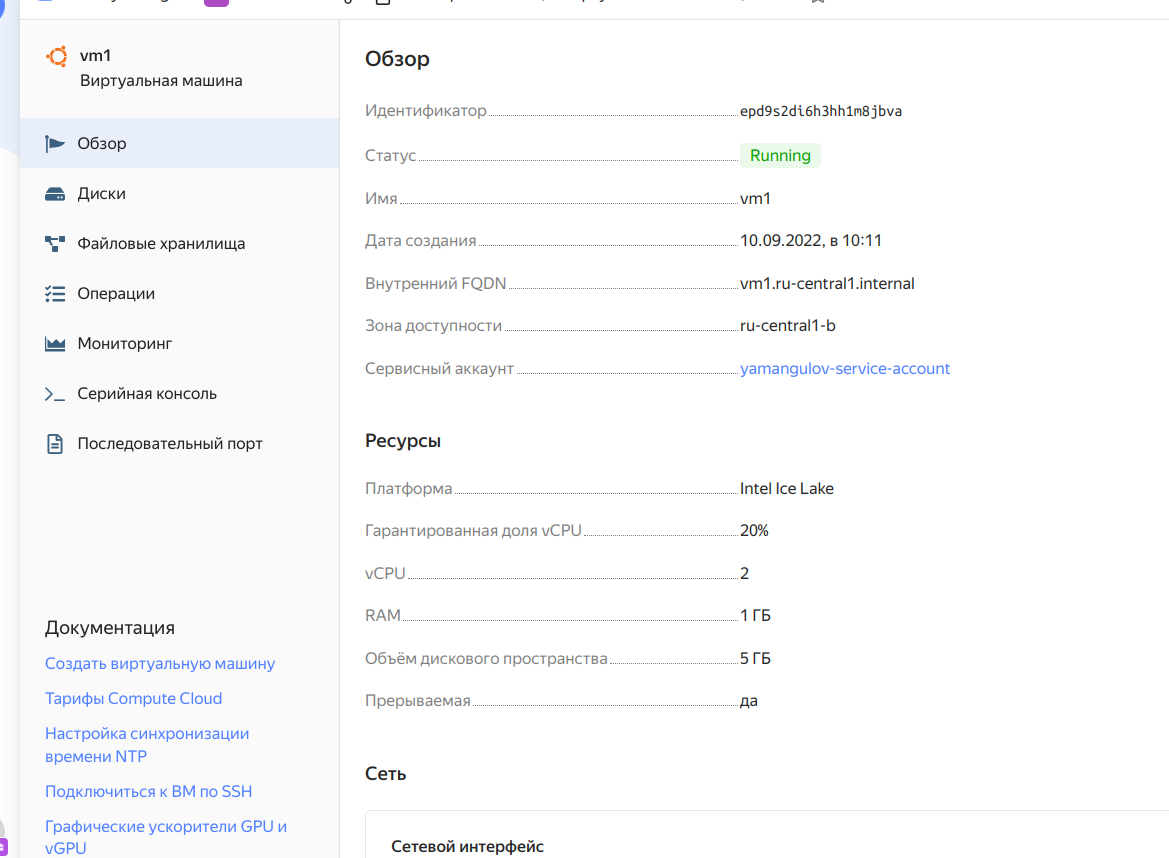 vm1
Виртуальная машина
Обзор
Диски
Файловые хранилища
Операции
Мониторинг
Серийная консоль
Последовательный порт
Документация
Создать виртуальную машину
Тарифы Compute Cloud
Настройка синхронизации
времени NTP
Подключиться к ВМ по SSH
Графические ускорители GPU и
vGPU
Обзор
Идентификатор epd9s2di6h3hh1m8jbva
Статус Running
Имя vm1
Дата создания 10.09.2022, в 10:11
Внутренний FQDN vm1.ru-central1.internal
Зона доступности ru-central1-b
Сервисный аккаунт yamangulov-service-account
Ресурсы
Платформа Intel Ice Lake
Гарантированная доля vCPU 20%
vCPU 2
RAM 1 ГБ
Объём дискового пространства 5 ГБ
Прерываемая да
Сеть
Сетевой интерфейс